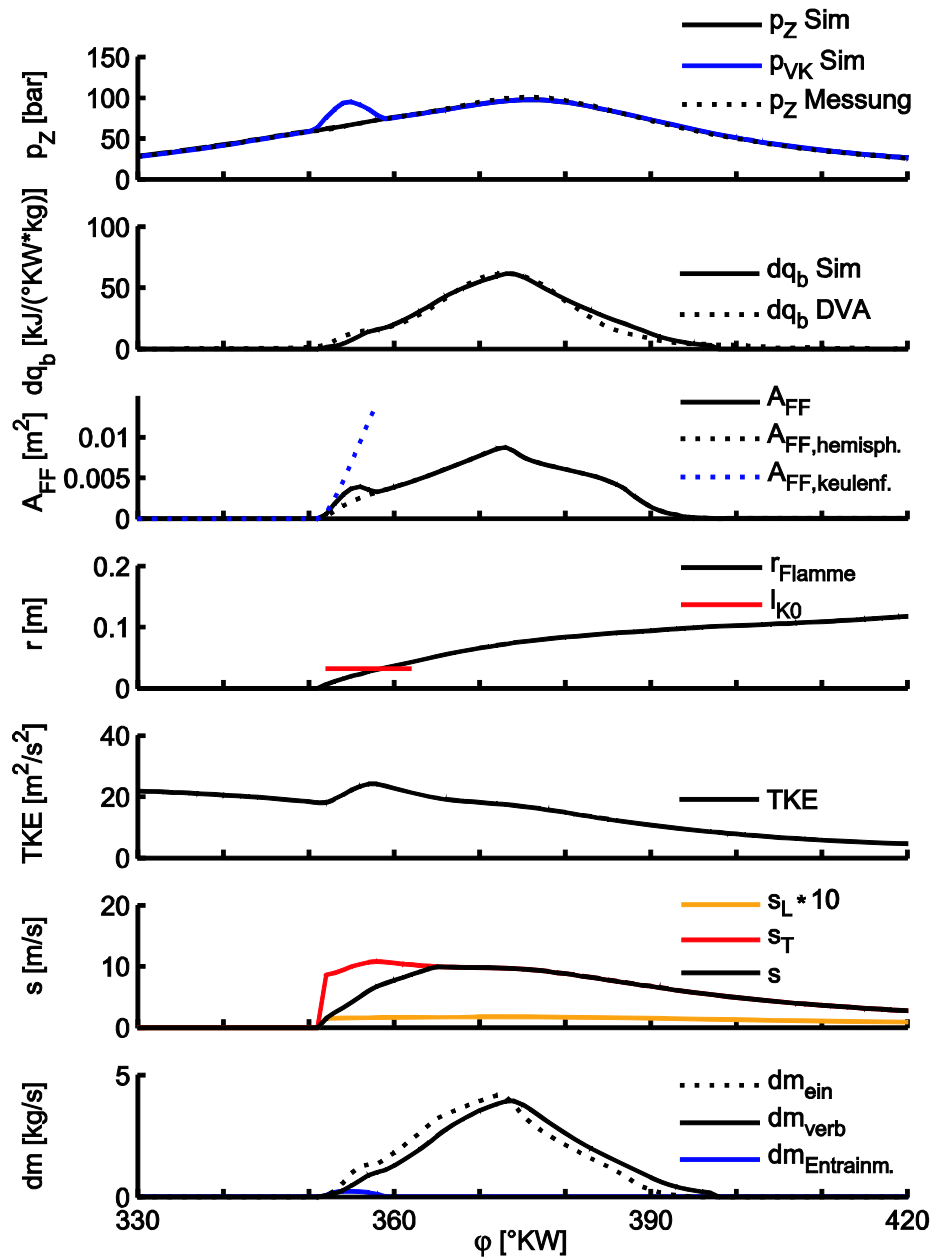 p_Z Sim
p_VK Sim
p_Z Messung
p_Z [bar]
150
100
50
0
dq_b [kJ/(°KW*kg)]
100
50
0
dq_b Sim
dq_b DVA
A_FF [m²]
0.01
0.005
0
A_FF
A_FF,hemisph.
A_FF,keulenf.
r [m]
0.2
0.1
0
r_Flamme
l_K0
TKE [m²/s²]
40
20
0
TKE
s [m/s]
20
10
0
s_L * 10
s_T
s
dm [kg/s]
5
0
dm_ein
dm_verb
dm_Entrainm.
330 360 390 420
φ [°KW]